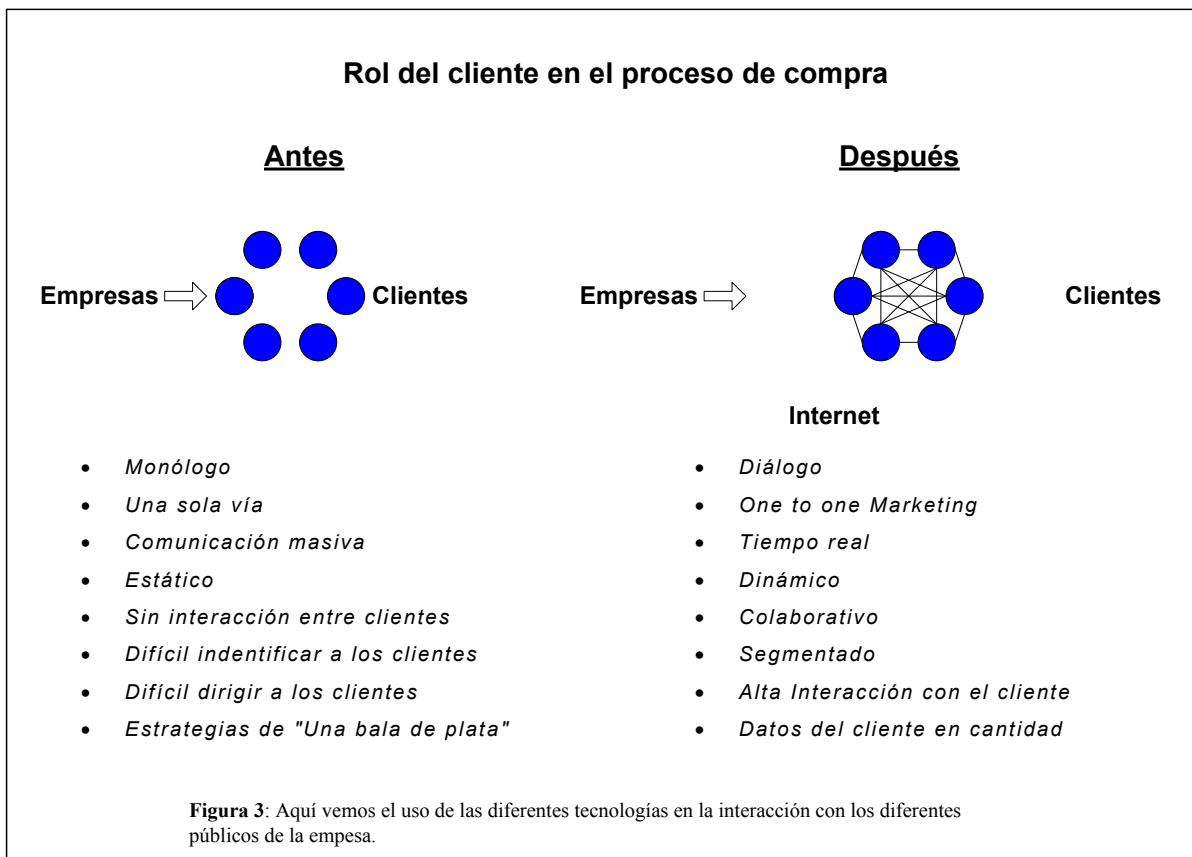 Rol del cliente en el proceso de compra
Antes
Empresas
Clientes
• Monólogo
• Una sola vía
• Comunicación masiva
• Estático
• Sin interacción entre clientes
• Difícil indentificar a los clientes
• Difícil dirigir a los clientes
• Estrategias de "Una bala de plata"
Después
Empresas
Clientes
Internet
• Diálogo
• One to one Marketing
• Tiempo real
• Dinámico
• Colaborativo
• Segmentado
• Alta Interacción con el cliente
• Datos del cliente en cantidad
Figura 3: Aquí vemos el uso de las diferentes tecnologías en la interacción con los diferentes
públicos de la empesa.